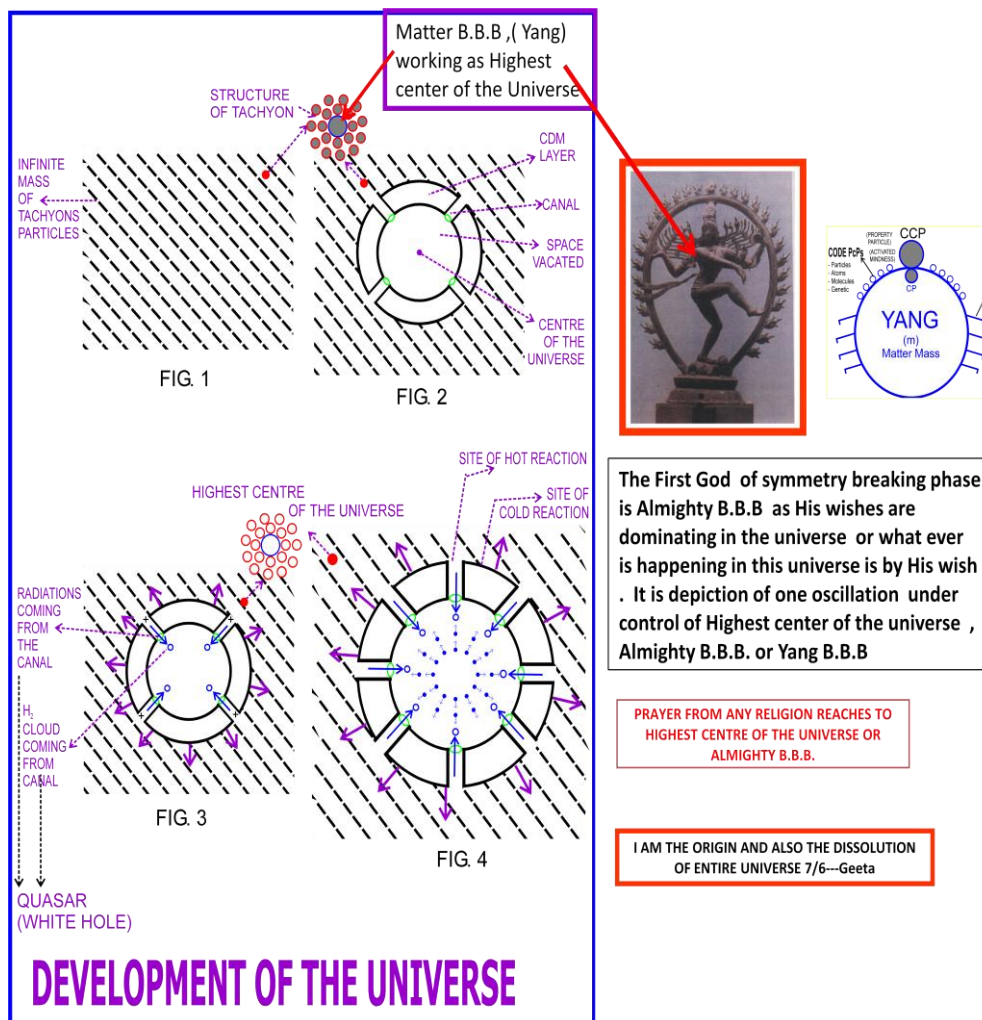 Matter B.B.B ,( Yang)
working as Highest
center of the Universe
STRUCTURE
OF TACHYON
INFINITE
MASS
OF
TACHYONS
PARTICLES
CDM
LAYER
CANAL
SPACE
VACATED
CENTRE
OF THE
UNIVERSE
FIG. 1
FIG. 2
SITE OF HOT REACTION
HIGHEST CENTRE
OF THE UNIVERSE
SITE OF
COLD REACTION
RADIATIONS
COMING
FROM
THE
CANAL
H2
CLOUD
COMING
FROM
CANAL
FIG. 3
FIG. 4
QUASAR
(WHITE HOLE)
DEVELOPMENT OF THE UNIVERSE
(PROPERTY
PARTICLE)
CCP
CODE PcPs
(ACTIVATED
MINDNESS)
- Particles
- Atoms
- Molecules
- Genetic
CP
YANG
(m)
Matter Mass
The First God of symmetry breaking phase
is Almighty B.B.B as His wishes are
dominating in the universe or what ever
is happening in this universe is by His wish
. It is depiction of one oscillation under
control of Highest center of the universe ,
Almighty B.B.B. or Yang B.B.B
PRAYER FROM ANY RELIGION REACHES TO
HIGHEST CENTRE OF THE UNIVERSE OR
ALMIGHTY B.B.B.
I AM THE ORIGIN AND ALSO THE DISSOLUTION
OF ENTIRE UNIVERSE 7/6---Geeta